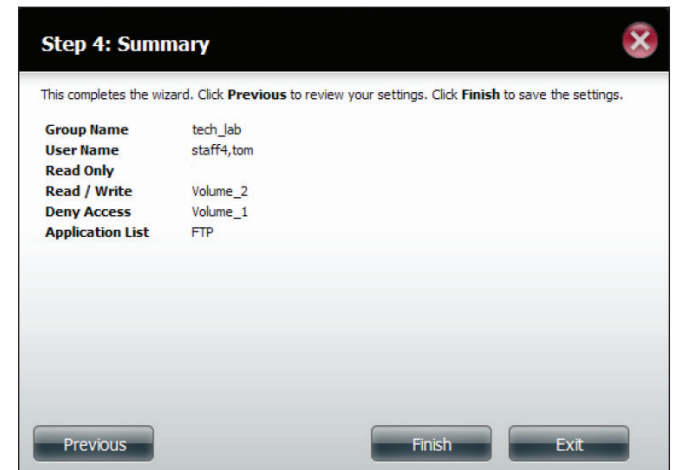 Step 4: Summary
This completes the wizard. Click Previous to review your settings. Click Finish to save the settings.
Group Name tech_lab
User Name staff4,tom
Read Only
Read / Write Volume_2
Deny Access Volume_1
Application List FTP
Previous Finish Exit